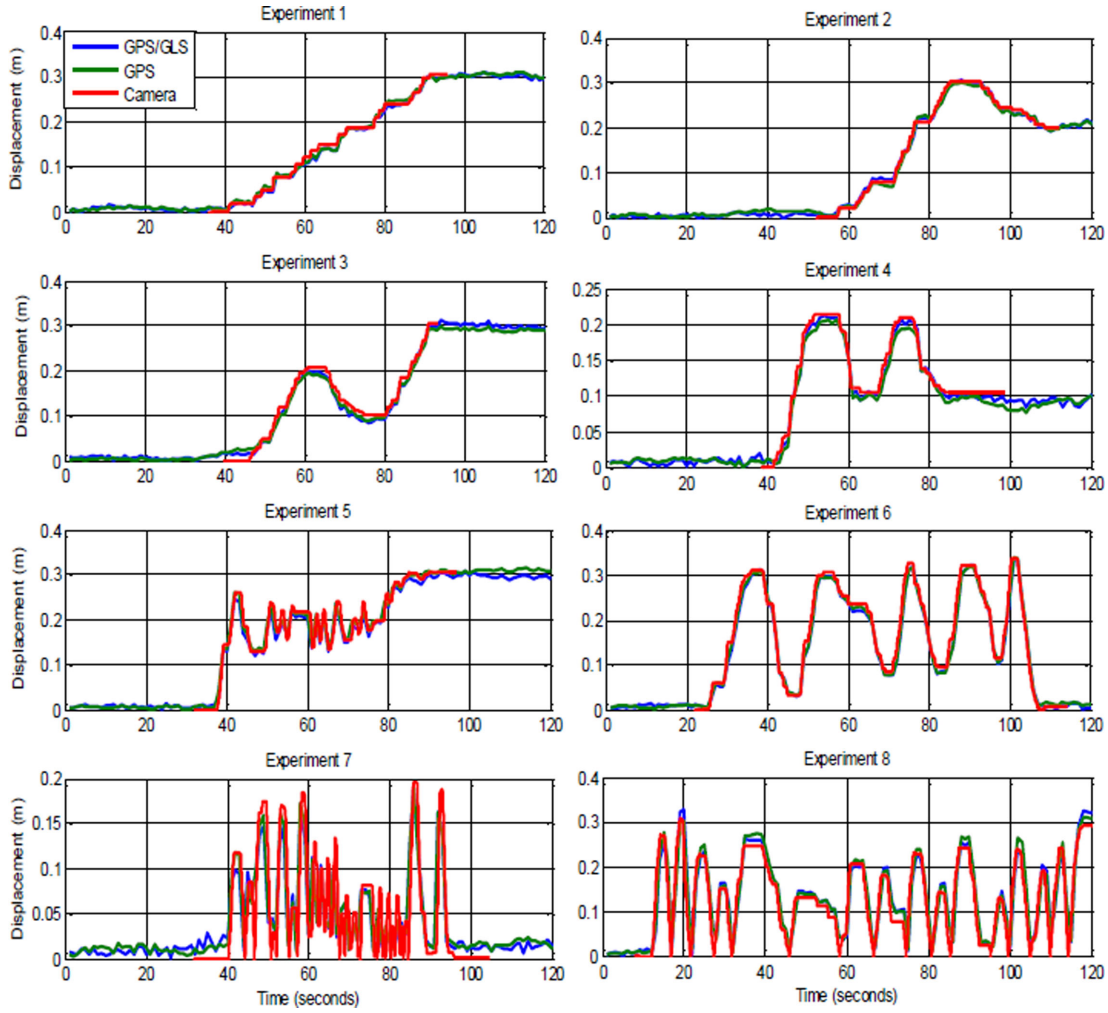 Experiment 1
Experiment 2
Displacement (m)
0.4
0.3
0.2
0.1
0
GPS/GLS
GPS
Camera
0 20 40 60 80 100 120
0.4
0.3
0.2
0.1
0
0 20 40 60 80 100 120
Experiment 3
Experiment 4
Displacement (m)
0.4
0.3
0.2
0.1
0
0 20 40 60 80 100 120
0.25
0.2
0.15
0.1
0.05
0
0 20 40 60 80 100 120
Experiment 5
Experiment 6
Displacement (m)
0.4
0.3
0.2
0.1
0
0 20 40 60 80 100 120
0.4
0.3
0.2
0.1
0
0 20 40 60 80 100 120
Experiment 7
Experiment 8
Displacement (m)
0.2
0.15
0.1
0.05
0
0 20 40 60 80 100 120
Time (seconds)
0.4
0.3
0.2
0.1
0
0 20 40 60 80 100 120
Time (seconds)